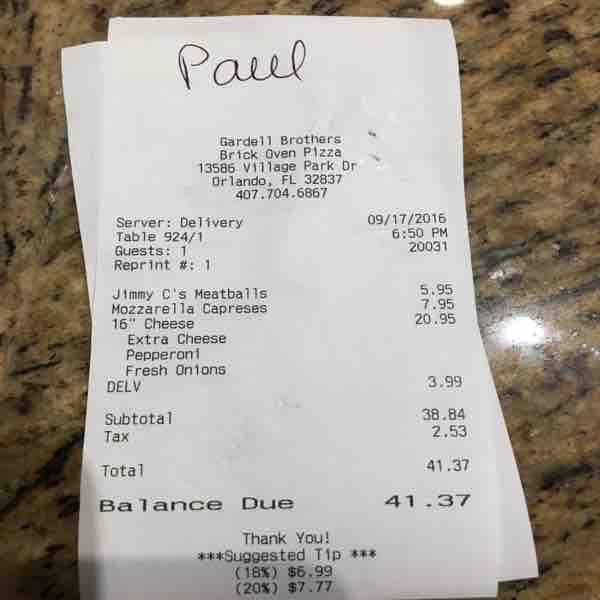 Paul
Gardell Brothers
Brick Oven Pizza
13586 Village Park Dr
Orlando, FL 32837
407.704.6867
Server: Delivery 09/17/2016
Table 924/1 6:50 PM
Guests: 1 20031
Reprint #: 1
Jimmy C's Meatballs 5.95
Mozzarella Capreses 7.95
16" Cheese 20.95
Extra Cheese
Pepperoni
Fresh Onions
DELV 3.99
Subtotal 38.84
Tax 2.53
Total 41.37
Balance Due 41.37
Thank You!
***Suggested Tip ***
(18%) $6.99
(20%) $7.77